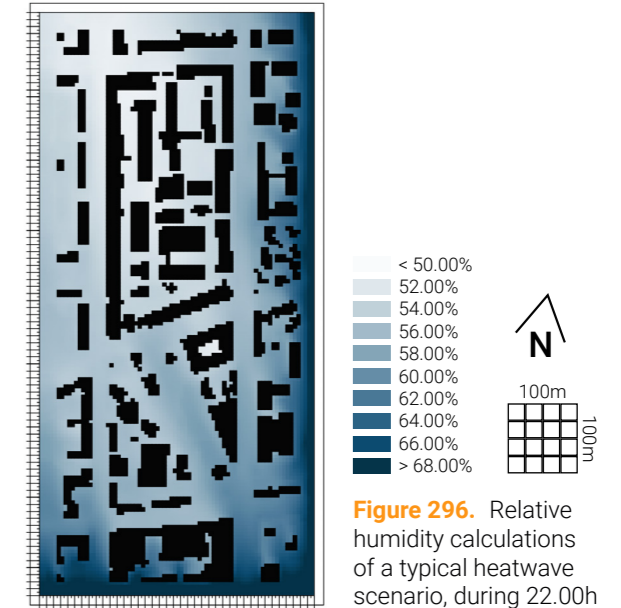 < 50.00%
52.00%
54.00%
56.00%
58.00%
60.00%
62.00%
64.00%
66.00%
> 68.00%
N
100m
100m
Figure 296. Relative
humidity calculations
of a typical heatwave
scenario, during 22.00h